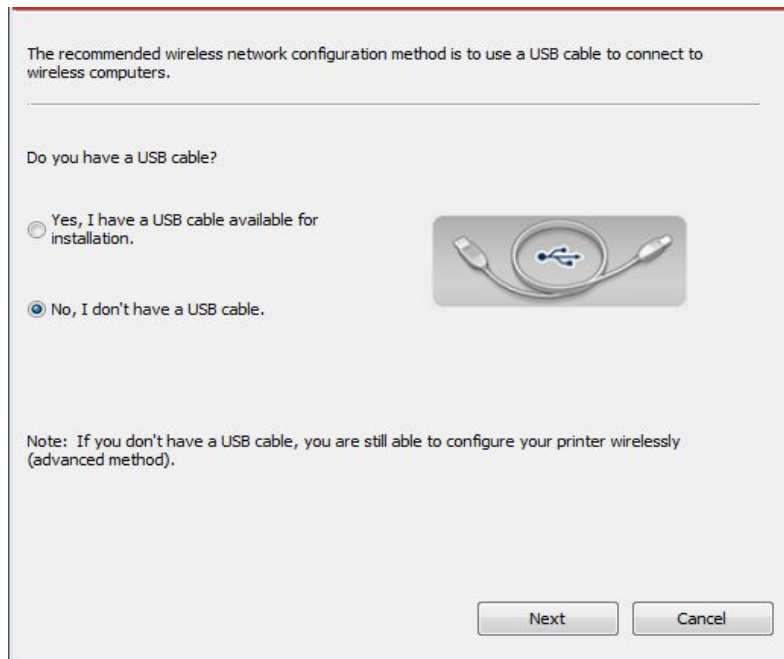 The recommended wireless network configuration method is to use a USB cable to connect to
wireless computers.
Do you have a USB cable?
Yes, I have a USB cable available for
installation.
No, I don't have a USB cable.
Note:  If you don't have a USB cable, you are still able to configure your printer wirelessly
(advanced method).
Next
Cancel